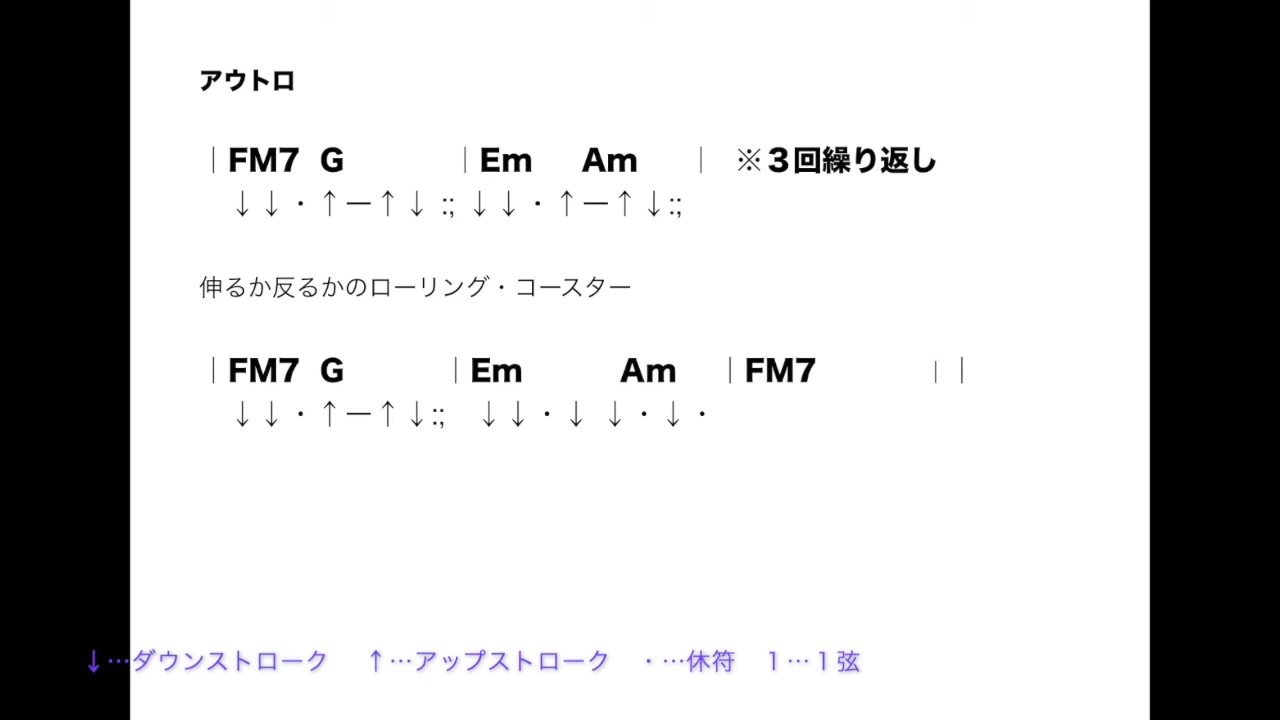 アウトロ
｜FM7 G ｜Em Am ｜ ※３回繰り返し
↓↓・↑ー↑↓ :; ↓↓・↑ー↑↓:;
伸るか反るかのローリング・コースター
｜FM7 G ｜Em Am ｜FM7 ｜｜
↓↓・↑ー↑↓:; ↓↓・↓ ↓・↓・
↓…ダウンストローク ↑…アップストローク ・…休符 １…１弦